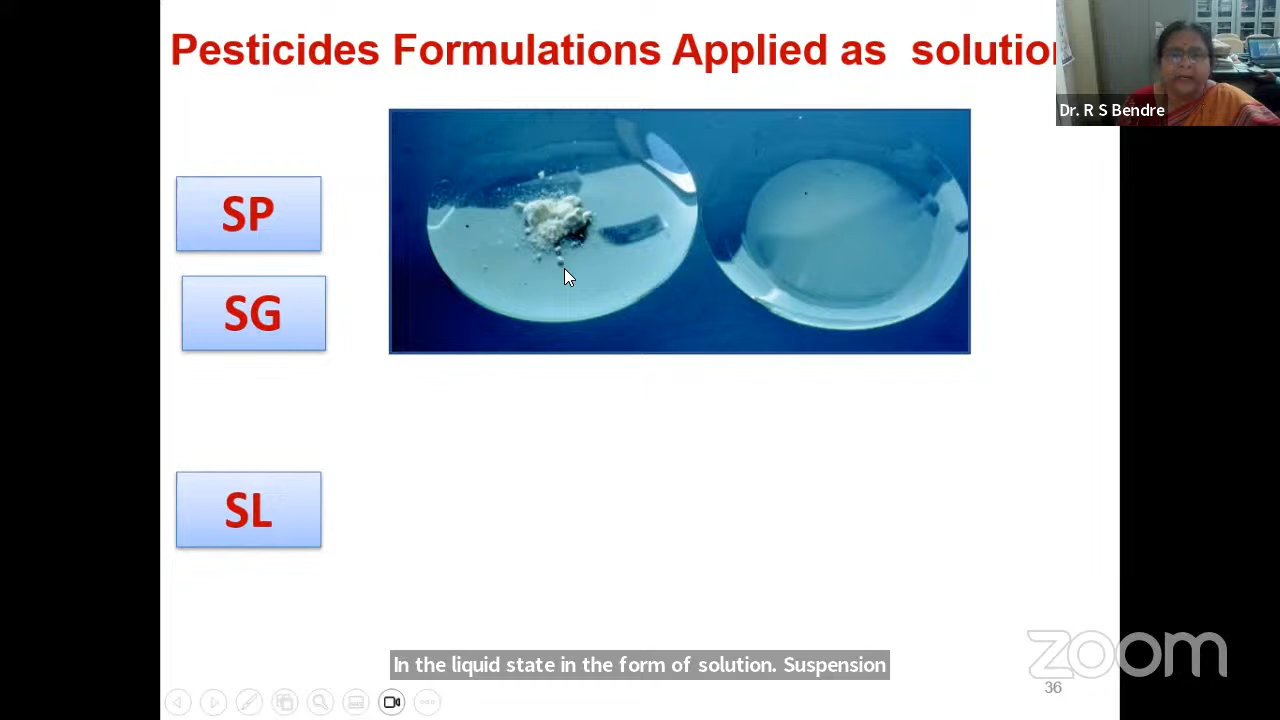 Pesticides Formulations Applied as solution
Dr. R S Bendre
SP
SG
SL
In the liquid state in the form of solution. Suspension
zoom
36